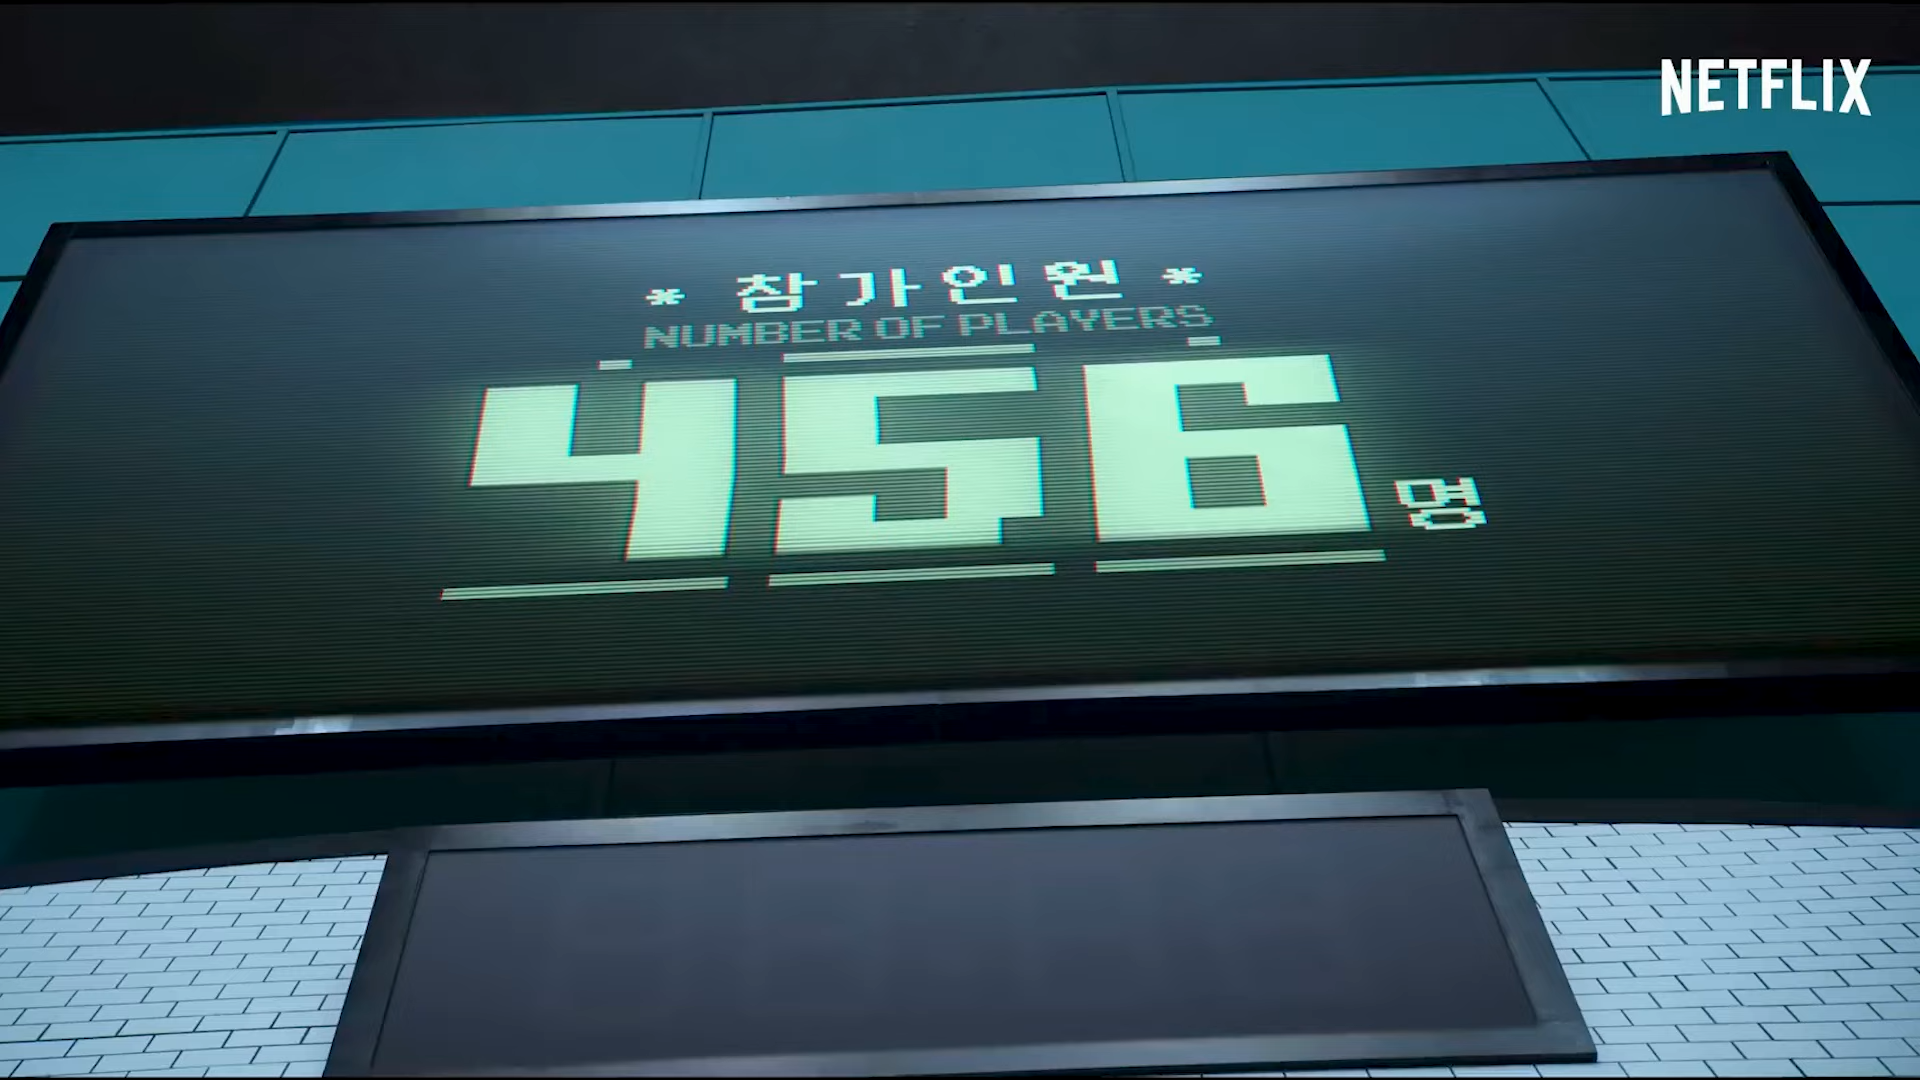 NETFLIX
* 참가인원 *
NUMBER OF PLAYERS
456명